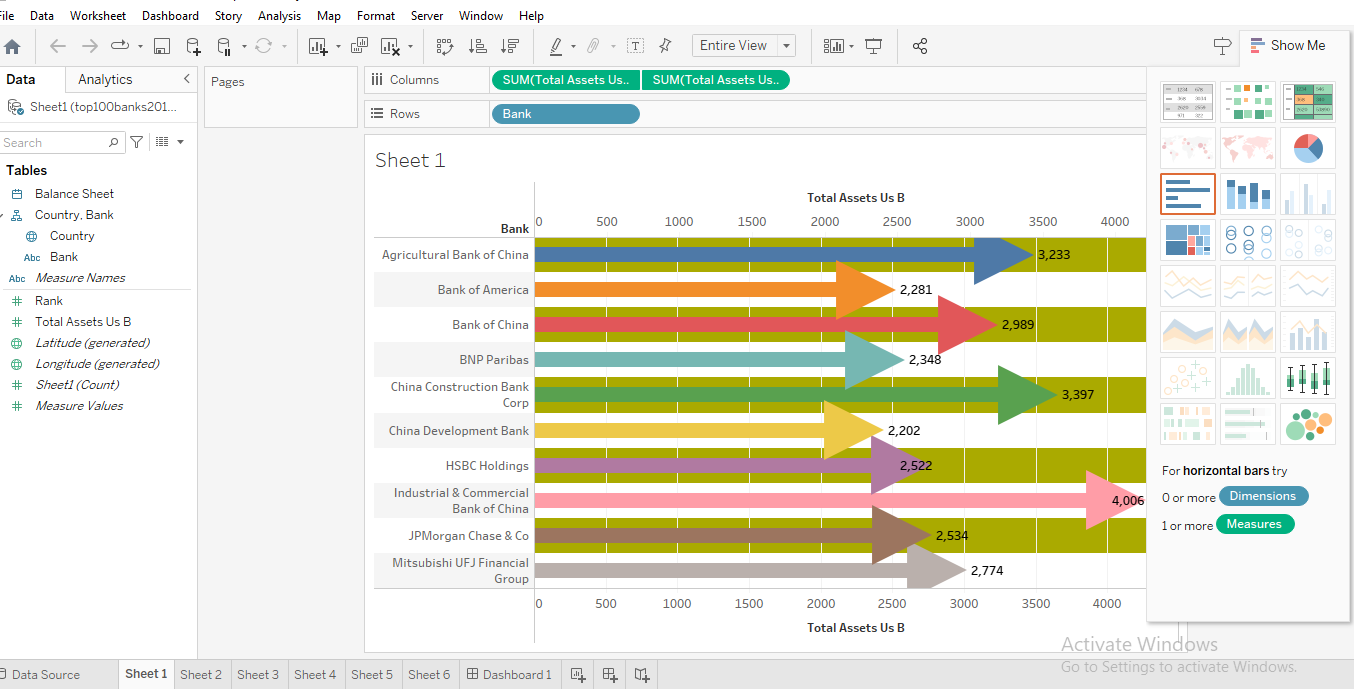 File Data Worksheet Dashboard Story Analysis Map Format Server Window Help
Entire View
Show Me
Data Analytics
Pages
Columns SUM(Total Assets Us.. SUM(Total Assets Us..
Rows Bank
Sheet1 (top100banks201...
Search
Tables
Balance Sheet
Country, Bank
Country
Abc Bank
Abc Measure Names
Rank
Total Assets Us B
Latitude (generated)
Longitude (generated)
Sheet1 (Count)
Measure Values
Sheet 1
Total Assets Us B
Bank 0 500 1000 1500 2000 2500 3000 3500 4000
Agricultural Bank of China 3,233
Bank of America 2,281
Bank of China 2,989
BNP Paribas 2,348
China Construction Bank
Corp 3,397
China Development Bank 2,202
HSBC Holdings 2,522
Industrial & Commercial
Bank of China 4,006
JPMorgan Chase & Co 2,534
Mitsubishi UFJ Financial
Group 2,774
0 500 1000 1500 2000 2500 3000 3500 4000
Total Assets Us B
For horizontal bars try
0 or more Dimensions
1 or more Measures
Activate Windows
Go to Settings to activate Windows.
Data Source Sheet 1 Sheet 2 Sheet 3 Sheet 4 Sheet 5 Sheet 6 Dashboard 1